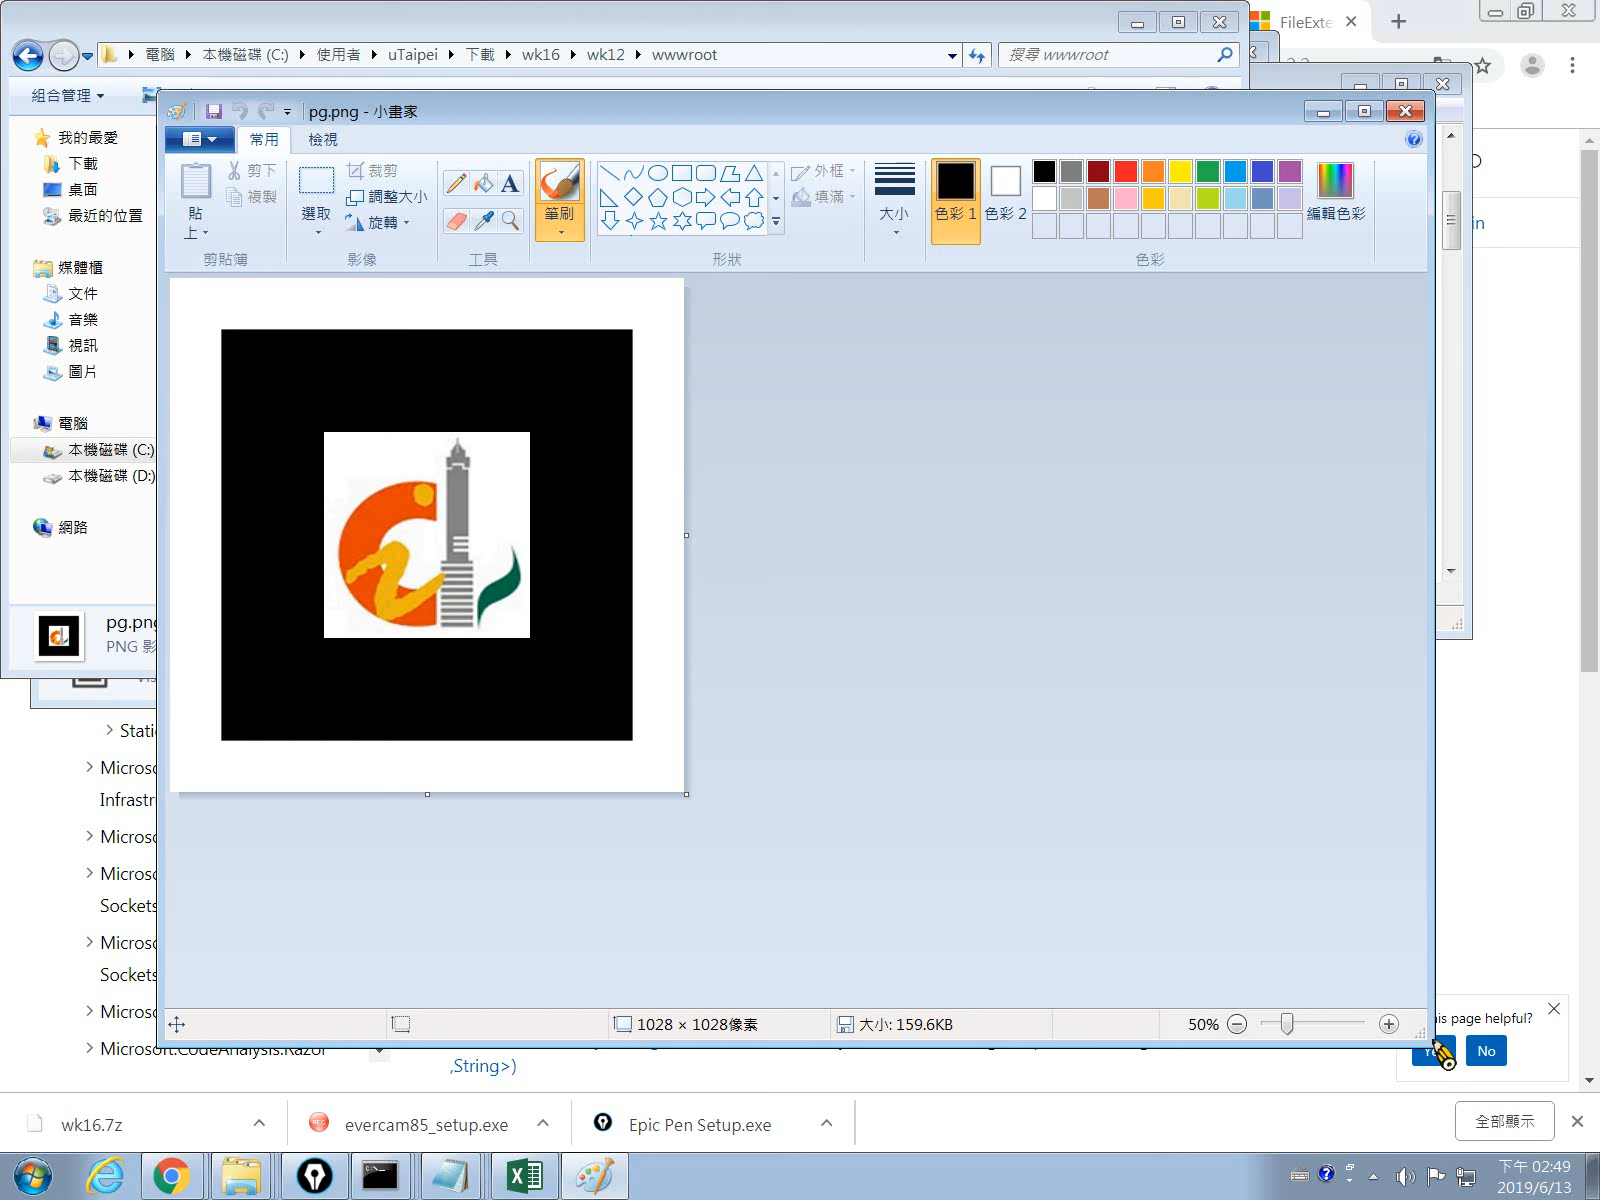 FileExte
電腦 本機磁碟 (C:) 使用者 uTaipei 下載 wk16 wk12 wwwroot
搜尋 wwwroot
組合管理
pg.png - 小畫家
常用 檢視
剪下
複製
貼上
剪貼簿
選取
裁剪
調整大小
旋轉
影像
A
工具
筆刷
外框
填滿
形狀
大小
色彩 1
色彩 2
編輯色彩
色彩
我的最愛
下載
桌面
最近的位置
媒體櫃
文件
音樂
視訊
圖片
電腦
本機磁碟 (C:)
本機磁碟 (D:)
網路
pg.png
PNG 影
in
Stati
Microso
Infrastr
Microso
Microso
Sockets
Microso
Sockets
Microso
Microsoft.CodeAnalysis.Razor
,String>)
1028 × 1028像素
大小: 159.6KB
50%
is page helpful?
No
wk16.7z
evercam85_setup.exe
Epic Pen Setup.exe
全部顯示
下午 02:49
2019/6/13